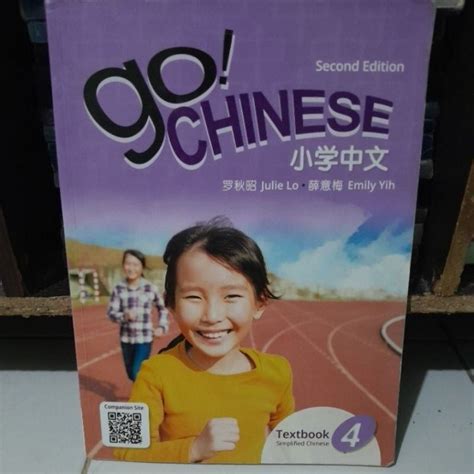 Second Edition
go!
CHINESE
小学中文
罗秋昭 Julie Lo · 薛意梅 Emily Yih
Companion Site
Textbook 4
Simplified Chinese